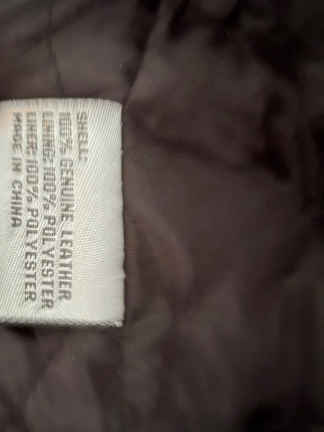 SHELL:
100% GENUINE LEATHER
LINING: 100% POLYESTER
LINER: 100% POLYESTER
MADE IN CHINA